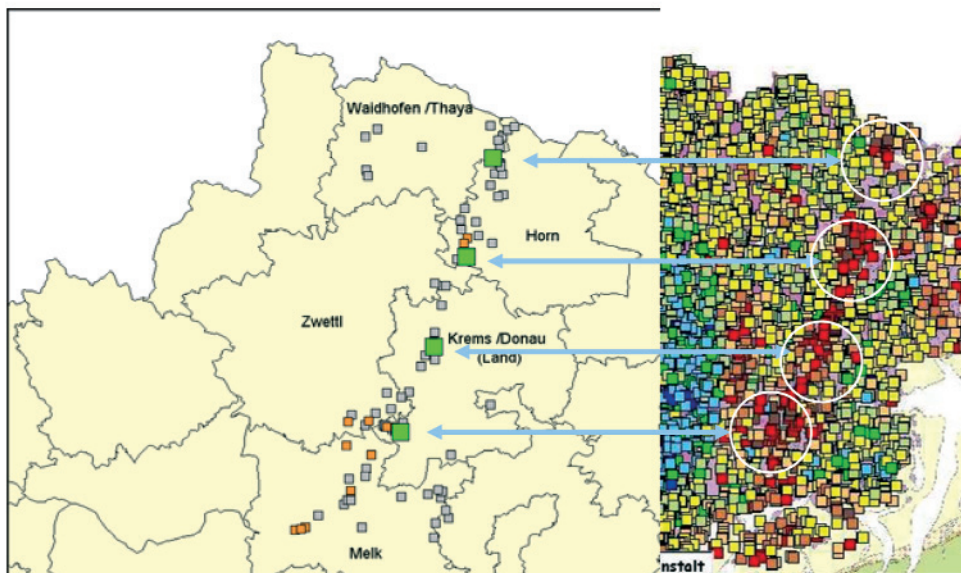 Waidhofen /Thaya
Horn
Zwettl
Krems /Donau
(Land)
Melk
nstalt